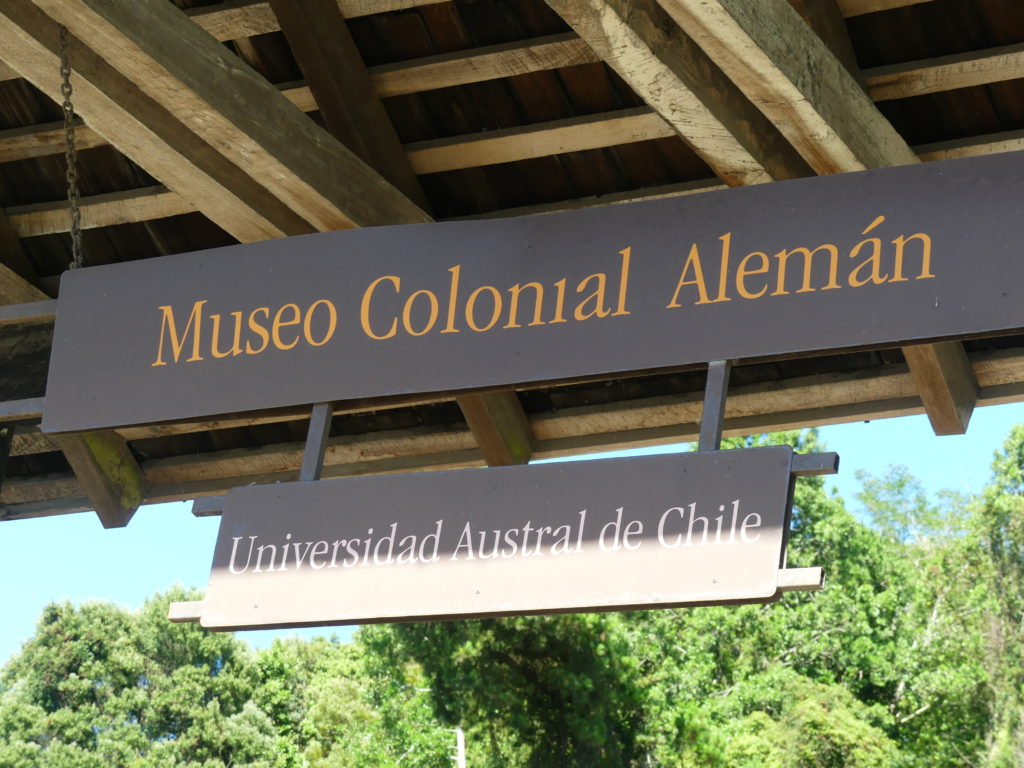 Museo Colonial Alemán
Universidad Austral de Chile